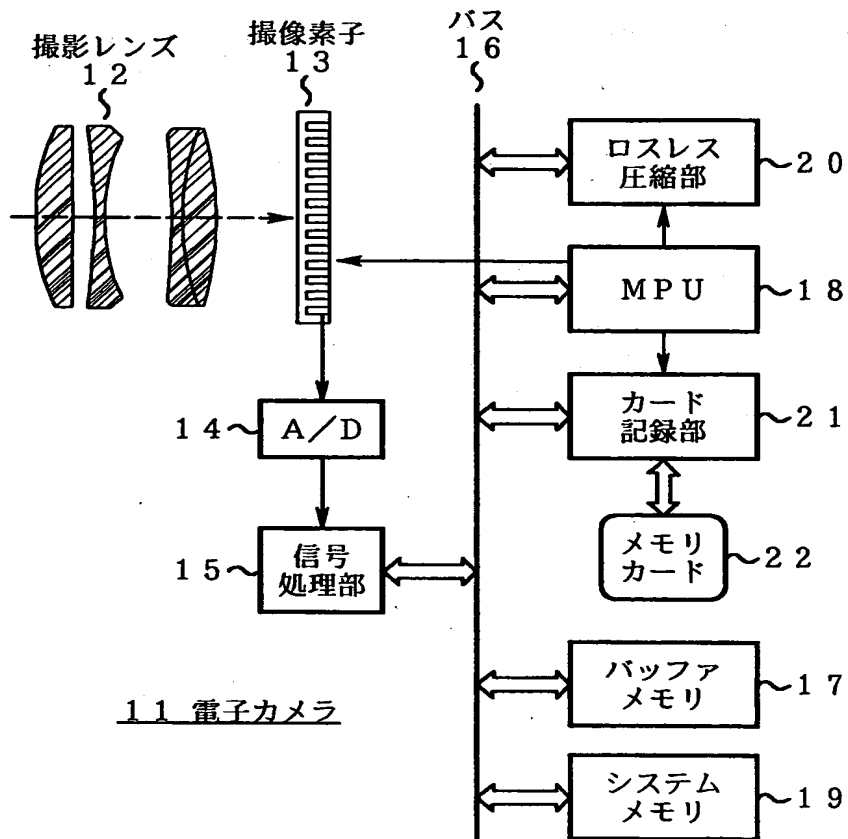 撮影レンズ
１２
撮像素子
１３
バス
１６
ロスレス
圧縮部
２０
ＭＰＵ
１８
カード
記録部
２１
メモリ
カード
２２
１４
Ａ／Ｄ
１５
信号
処理部
バッファ
メモリ
１７
システム
メモリ
１９
１１ 電子カメラ